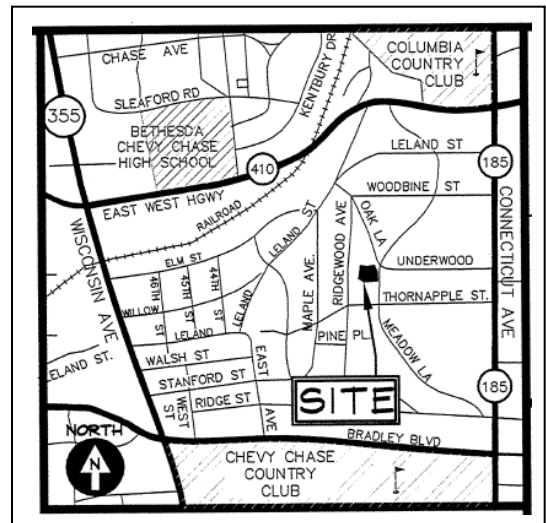 CHASE AVE
KENTBURY DR
COLUMBIA
COUNTRY
CLUB
SLEAFORD RD
355
BETHESDA
CHEVY CHASE
HIGH SCHOOL
410
LELAND ST
185
WOODBINE ST
EAST WEST HGWY
RAILROAD
OAK LA
CONNECTICUT AVE
WISCONSIN AVE
ELM ST
LELAND ST
MAPLE AVE.
RIDGEWOOD AVE
UNDERWOOD
46TH ST
45TH ST
44TH ST
WILLOW
LELAND
THORNAPPLE ST.
LELAND
PINE PL.
MEADOW LA
LELAND ST.
WALSH ST
STANFORD ST
EAST AVE
185
WEST ST
RIDGE ST
SITE
NORTH
N
BRADLEY BLVD
CHEVY CHASE
COUNTRY
CLUB